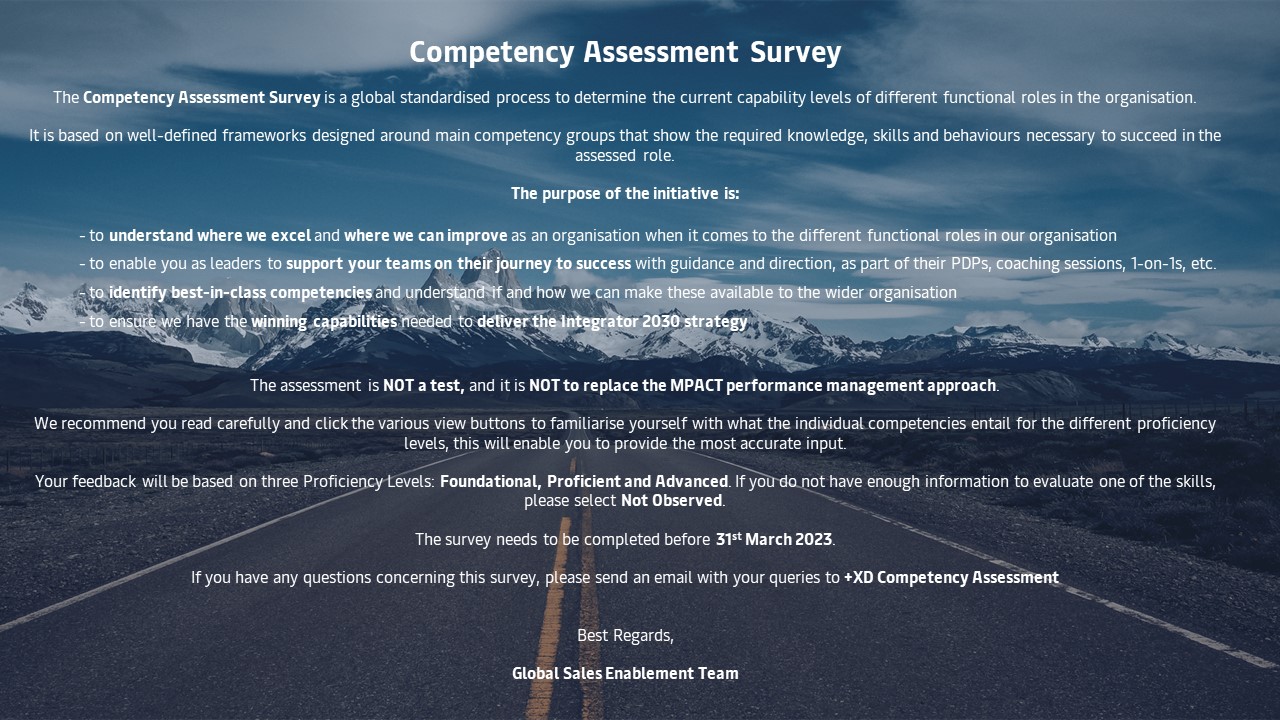 Competency Assessment Survey
The Competency Assessment Survey is a global standardised process to determine the current capability levels of different functional roles in the organisation.
It is based on well-defined frameworks designed around main competency groups that show the required knowledge, skills and behaviours necessary to succeed in the
assessed role.
The purpose of the initiative is:
- to understand where we excel and where we can improve as an organisation when it comes to the different functional roles in our organisation
- to enable you as leaders to support your teams on their journey to success with guidance and direction, as part of their PDPs, coaching sessions, 1-on-1s, etc.
- to identify best-in-class competencies and understand if and how we can make these available to the wider organisation
- to ensure we have the winning capabilities needed to deliver the Integrator 2030 strategy
The assessment is NOT a test, and it is NOT to replace the MPACT performance management approach.
We recommend you read carefully and click the various view buttons to familiarise yourself with what the individual competencies entail for the different proficiency
levels, this will enable you to provide the most accurate input.
Your feedback will be based on three Proficiency Levels: Foundational, Proficient and Advanced. If you do not have enough information to evaluate one of the skills,
please select Not Observed.
The survey needs to be completed before 31st March 2023.
If you have any questions concerning this survey, please send an email with your queries to +XD Competency Assessment
Best Regards,
Global Sales Enablement Team